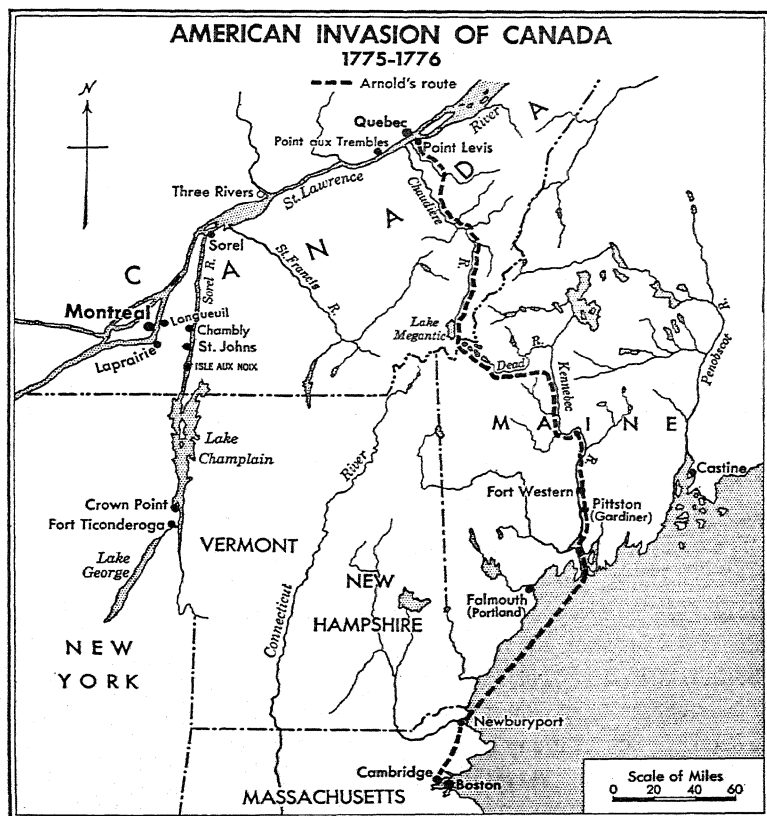 AMERICAN INVASION OF CANADA
1775-1776
Arnold's route
N
Quebec
River
A
Point aux Trembles
Point Levis
D
Three Rivers
St. Lawrence
Chaudière
A
Sorel
N
St. Francis
R.
R.
C
A
Sorel R.
Montreal
Longueuil
Chambly
Lake
Megantic
R.
Penobscot
R.
Laprairie
St. Johns
ISLE AUX NOIX
Dead
Kennebec
MAINE
Lake
Champlain
River
R.
Castine
Crown Point
Fort Western
Pittston
(Gardiner)
Fort Ticonderoga
VERMONT
Lake
George
NEW
HAMPSHIRE
Falmouth
(Portland)
Connecticut
NEW
YORK
Newburyport
Cambridge
Boston
MASSACHUSETTS
Scale of Miles
0 20 40 60